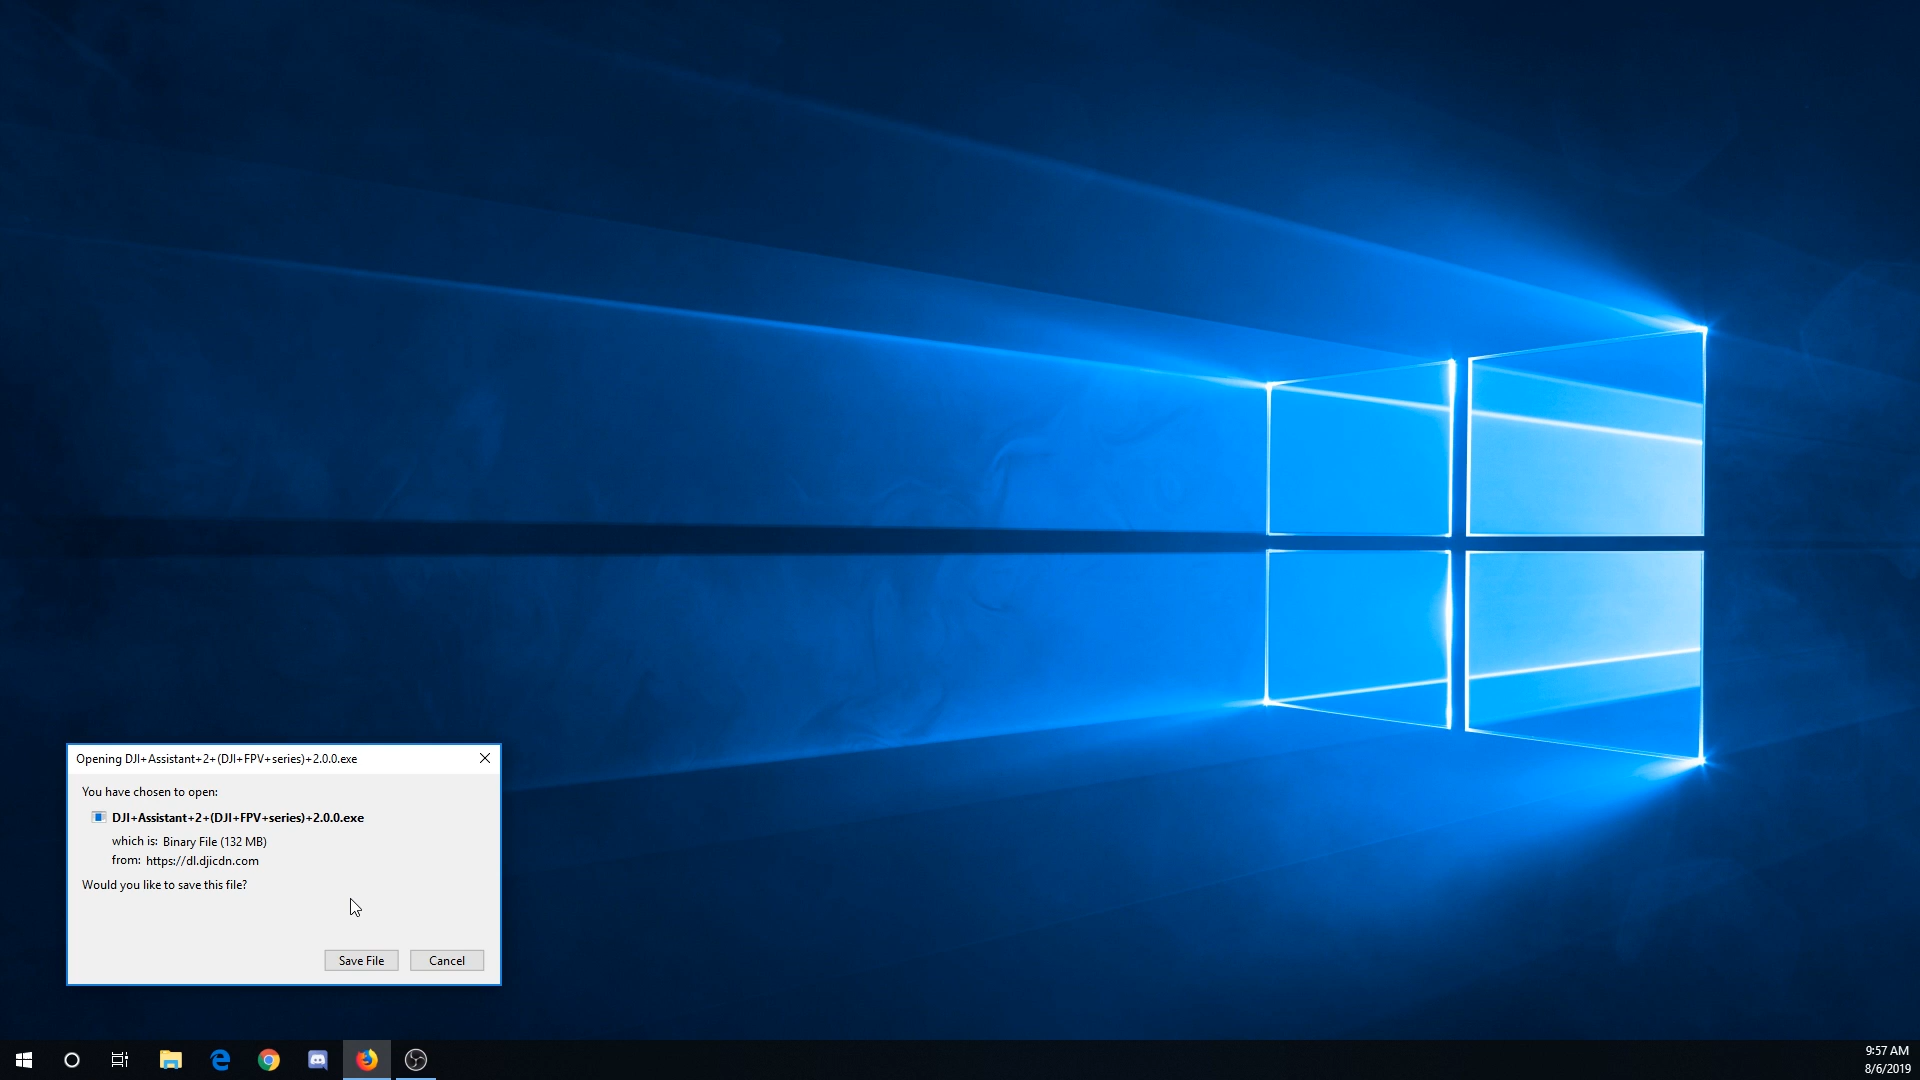 Opening DJI+Assistant+2+(DJI+FPV+series)+2.0.0.exe
You have chosen to open:
DJI+Assistant+2+(DJI+FPV+series)+2.0.0.exe
which is: Binary File (132 MB)
from: https://dl.djicdn.com
Would you like to save this file?
Save File Cancel
9:57 AM
8/6/2019